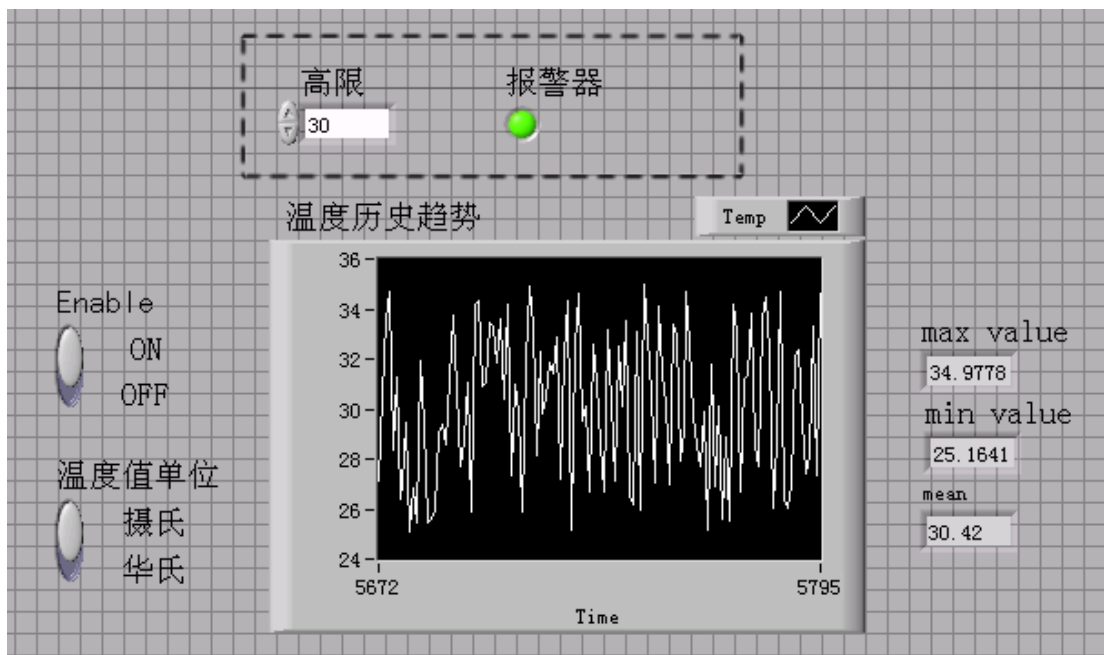 高限
报警器
30
温度历史趋势
Temp
36
34
32
30
28
26
24
5672
5795
Time
Enable
ON
OFF
温度值单位
摄氏
华氏
max value
34.9778
min value
25.1641
mean
30.42